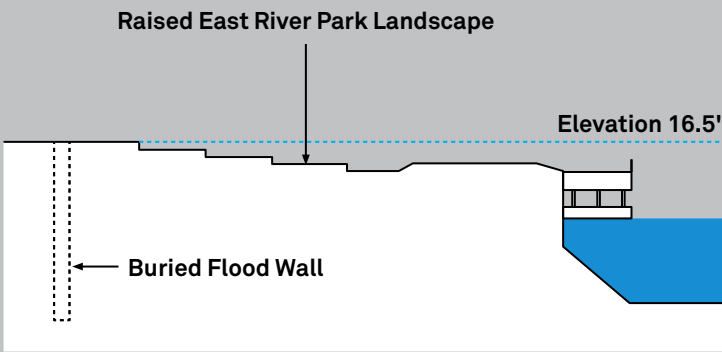 Raised East River Park Landscape
Elevation 16.5'
Buried Flood Wall